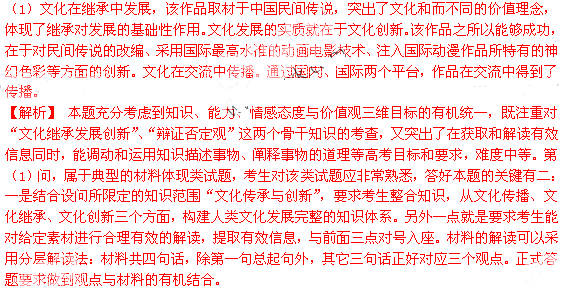 (1)文化在继承中发展，该作品取材于中国民间传说，突出了文化和而不同的价值理念，
体现了继承对发展的基础性作用。文化发展的实质就在于文化创新。该作品之所以能够成功，
在于对民间传说的改编、采用国际最高水准的动画电影技术、注入国际动漫作品所特有的神
幻色彩等方面的创新。文化在交流中传播。通过国内、国际两个平台，作品在交流中得到了
传播。
【解析】 本题充分考虑到知识、能力、情感态度与价值观三维目标的有机统一，既注重对
“文化继承发展创新”、“辩证否定观”这两个骨干知识的考查，又突出了在获取和解读有效
信息同时，能调动和运用知识描述事物、阐释事物的道理等高考目标和要求，难度中等。第
(1)问，属于典型的材料体现类试题，考生对该类试题应非常熟悉，答好本题的关键有二：
一是结合设问所限定的知识范围“文化传承与创新”，要求考生整合知识，从文化传播、文
化继承、文化创新三个方面，构建人类文化发展完整的知识体系。另外一点就是要求考生能
对给定素材进行合理有效的解读，提取有效信息，与前面三点对号入座。材料的解读可以采
用分层解读法：材料共四句话，除第一句总起句外，其它三句话正好对应三个观点。正式答
题要求做到观点与材料的有机结合。